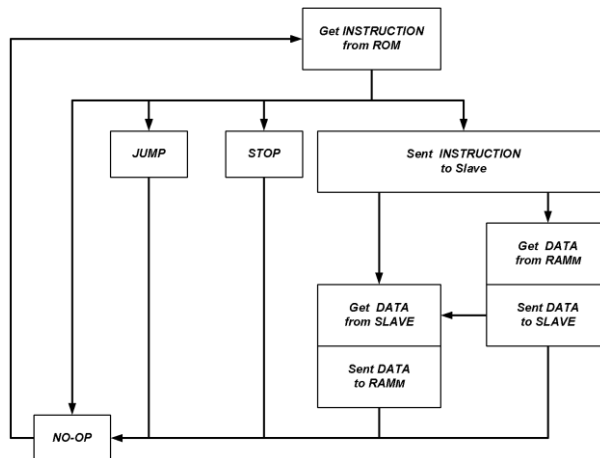 Get INSTRUCTION
from ROM
JUMP
STOP
Sent INSTRUCTION
to Slave
Get DATA
from RAMM
Sent DATA
to SLAVE
Get DATA
from SLAVE
Sent DATA
to RAMM
NO-OP